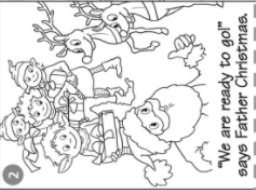 2
"We are ready to go!"
says Father Christmas.